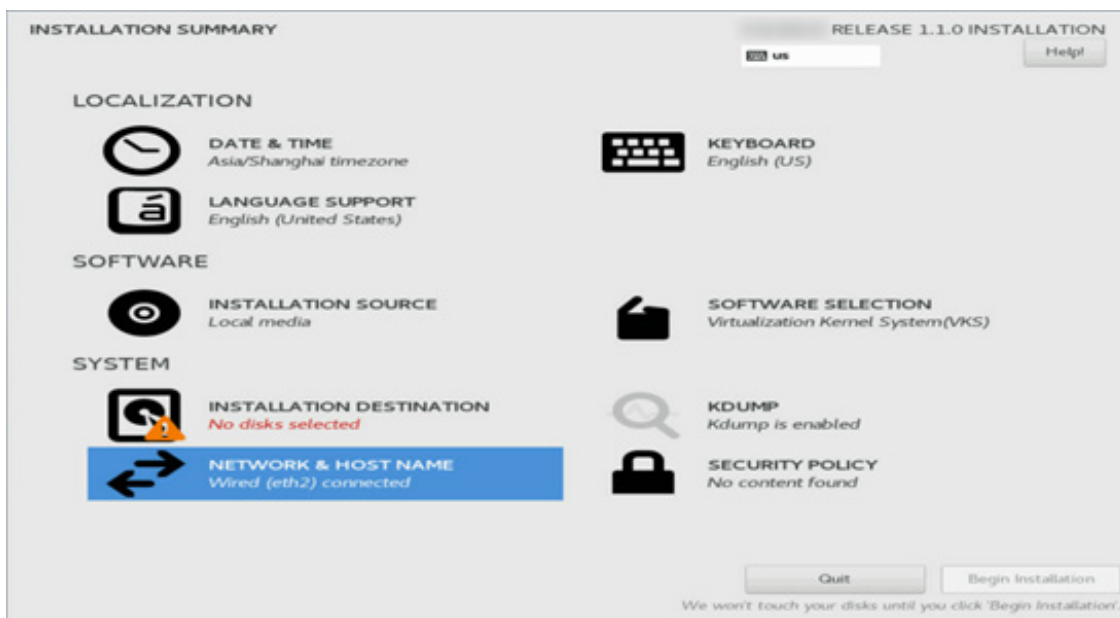 INSTALLATION SUMMARY
RELEASE 1.1.0 INSTALLATION
us
Help!
LOCALIZATION
DATE & TIME
Asia/Shanghai timezone
KEYBOARD
English (US)
á
LANGUAGE SUPPORT
English (United States)
SOFTWARE
INSTALLATION SOURCE
Local media
SOFTWARE SELECTION
Virtualization Kernel System(VKS)
SYSTEM
INSTALLATION DESTINATION
No disks selected
KDUMP
Kdump is enabled
NETWORK & HOST NAME
Wired (eth2) connected
SECURITY POLICY
No content found
Quit
Begin Installation
We won't touch your disks until you click 'Begin Installation'.